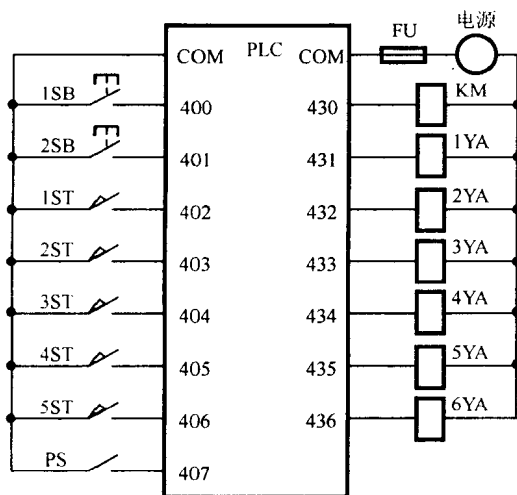 FU 电源
COM PLC COM
1SB 400 430 KM
2SB 401 431 1YA
1ST 402 432 2YA
2ST 403 433 3YA
3ST 404 434 4YA
4ST 405 435 5YA
5ST 406 436 6YA
PS 407